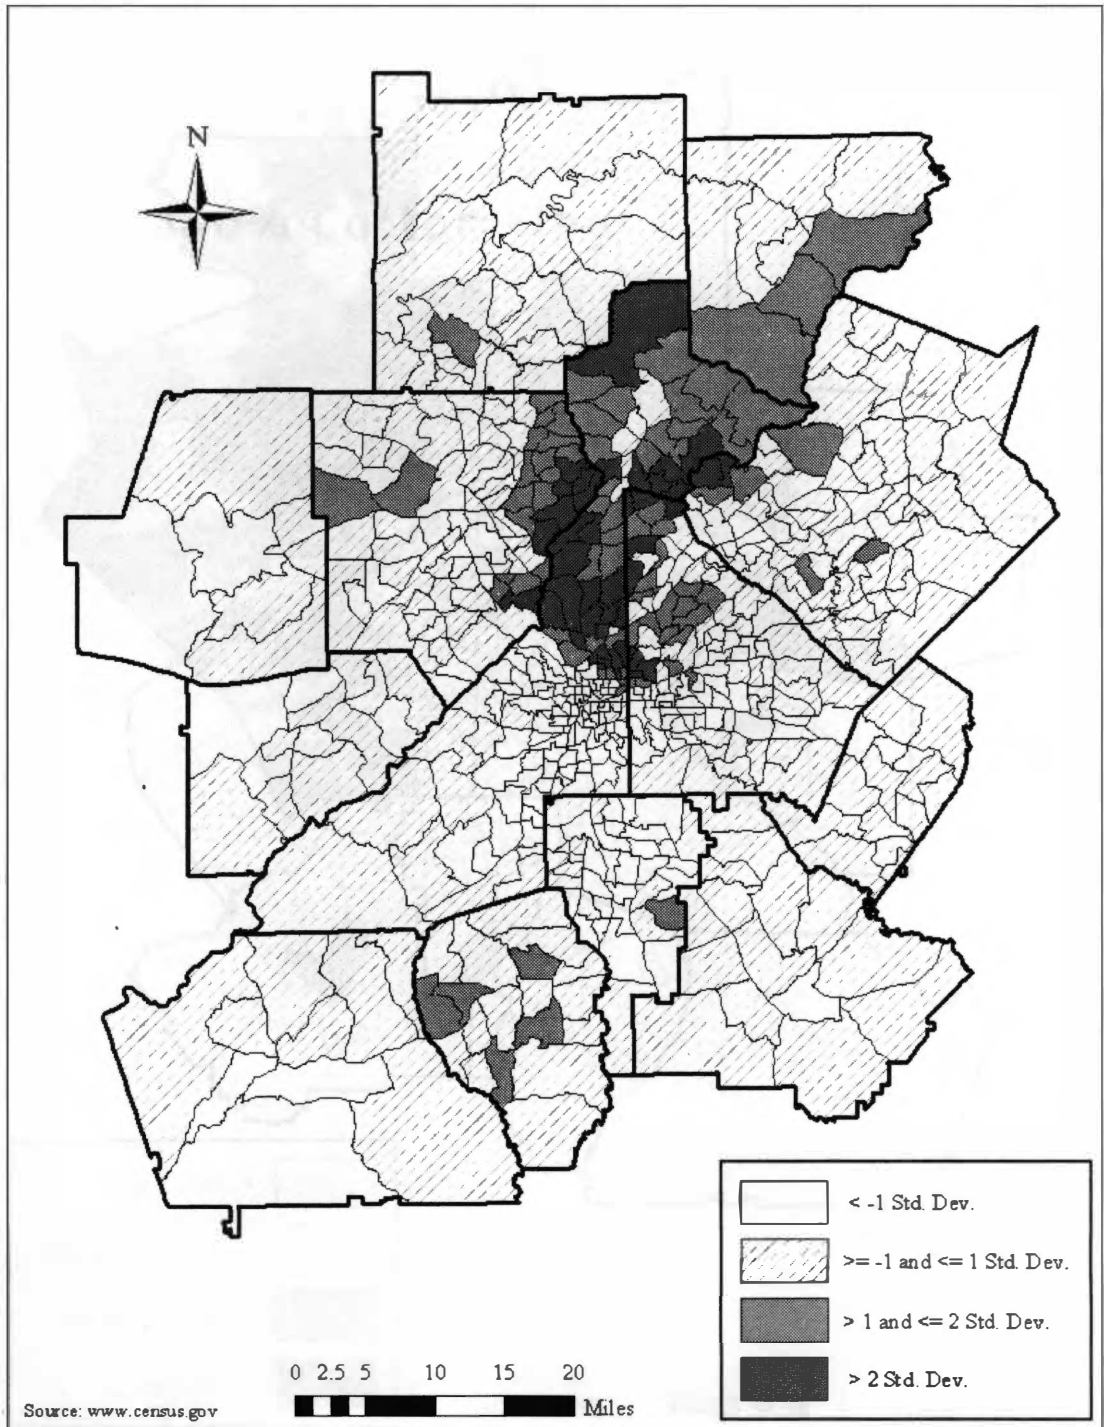 N
< -1 Std. Dev.
>= -1 and <= 1 Std. Dev.
> 1 and <= 2 Std. Dev.
> 2 Std. Dev.
0 2.5 5 10 15 20
Miles
Source: www.census.gov